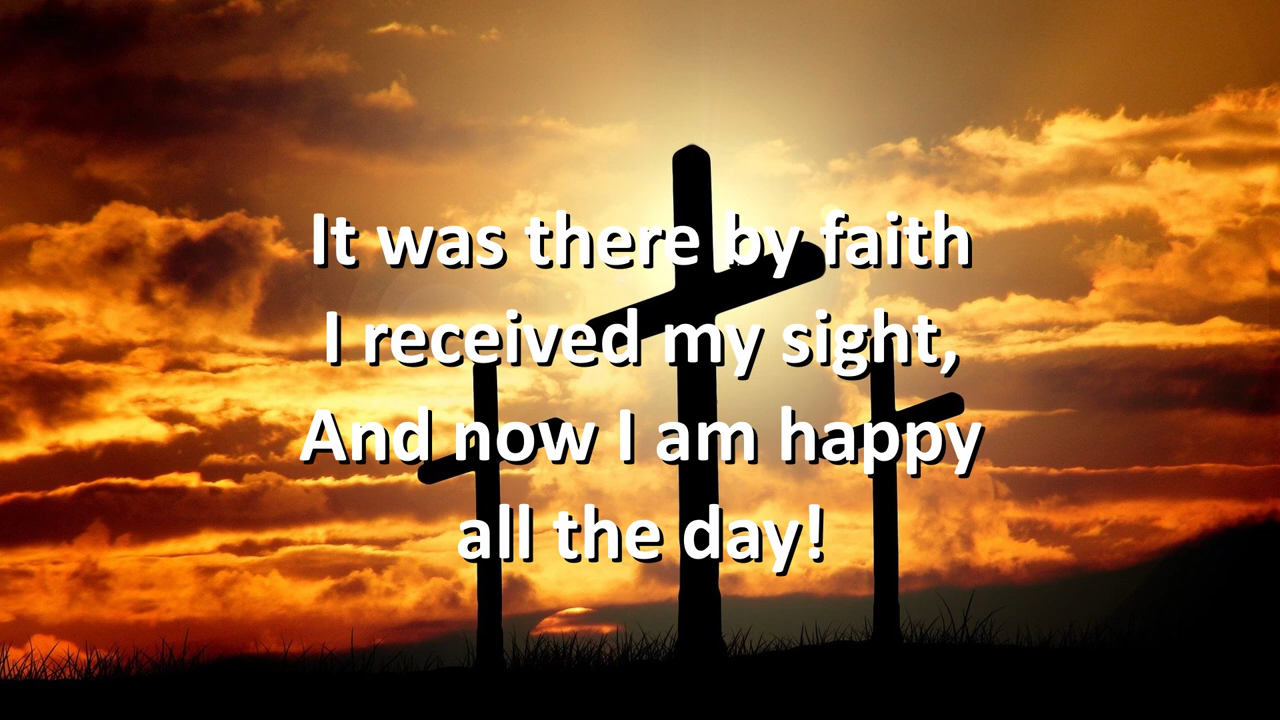 It was there by faith
I received my sight,
And now I am happy
all the day!